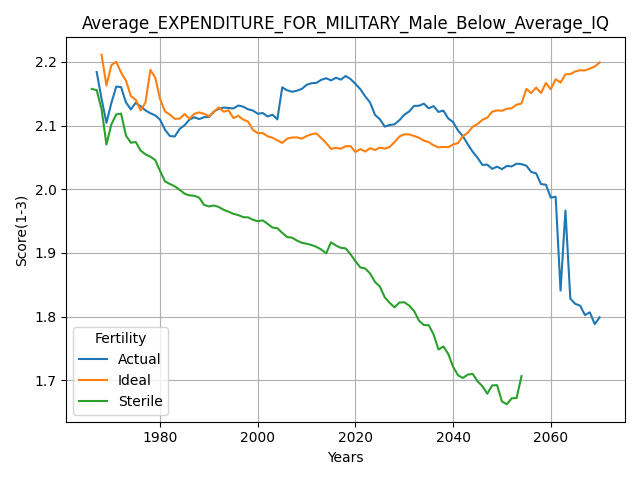 Average_EXPENDITURE_FOR_MILITARY_Male_Below_Average_IQ
Score(1-3)
2.2
2.1
2.0
1.9
1.8
1.7
Fertility
Actual
Ideal
Sterile
1980
2000
2020
2040
2060
Years